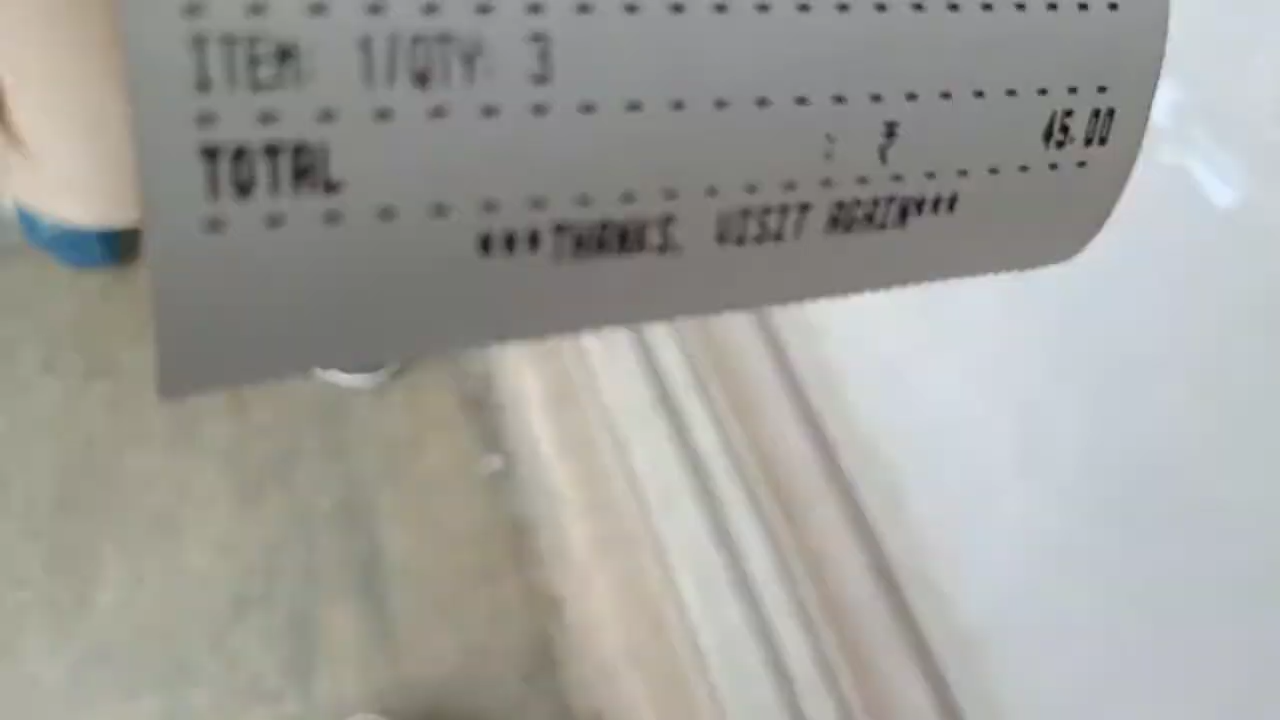 ITEM: 1/QTY: 3
TOTAL : ₹ 45.00
***THANKS, VISIT AGAIN***